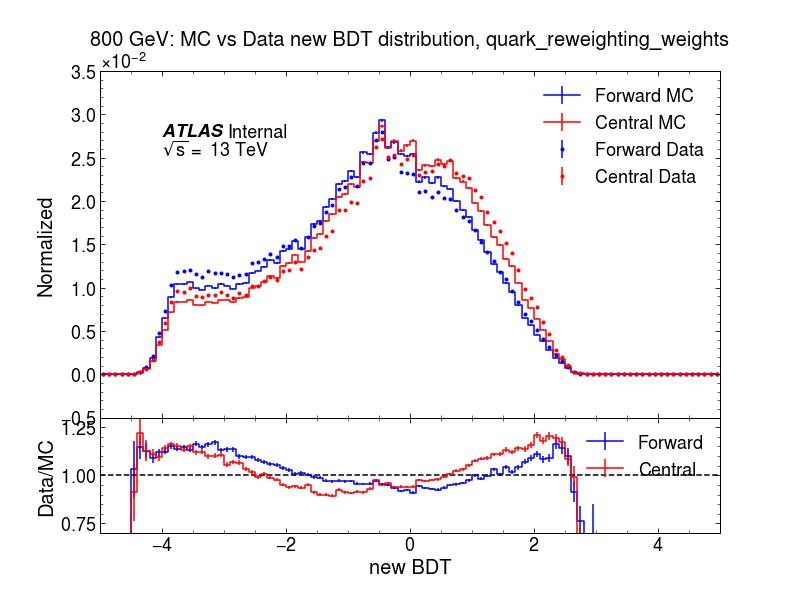 800 GeV: MC vs Data new BDT distribution, quark_reweighting_weights
×10⁻²
3.5
3.0
2.5
2.0
1.5
1.0
0.5
0.0
0.5
Normalized
ATLAS Internal
√s = 13 TeV
Forward MC
Central MC
Forward Data
Central Data
1.25
1.00
0.75
Data/MC
Forward
Central
−4 −2 0 2 4
new BDT